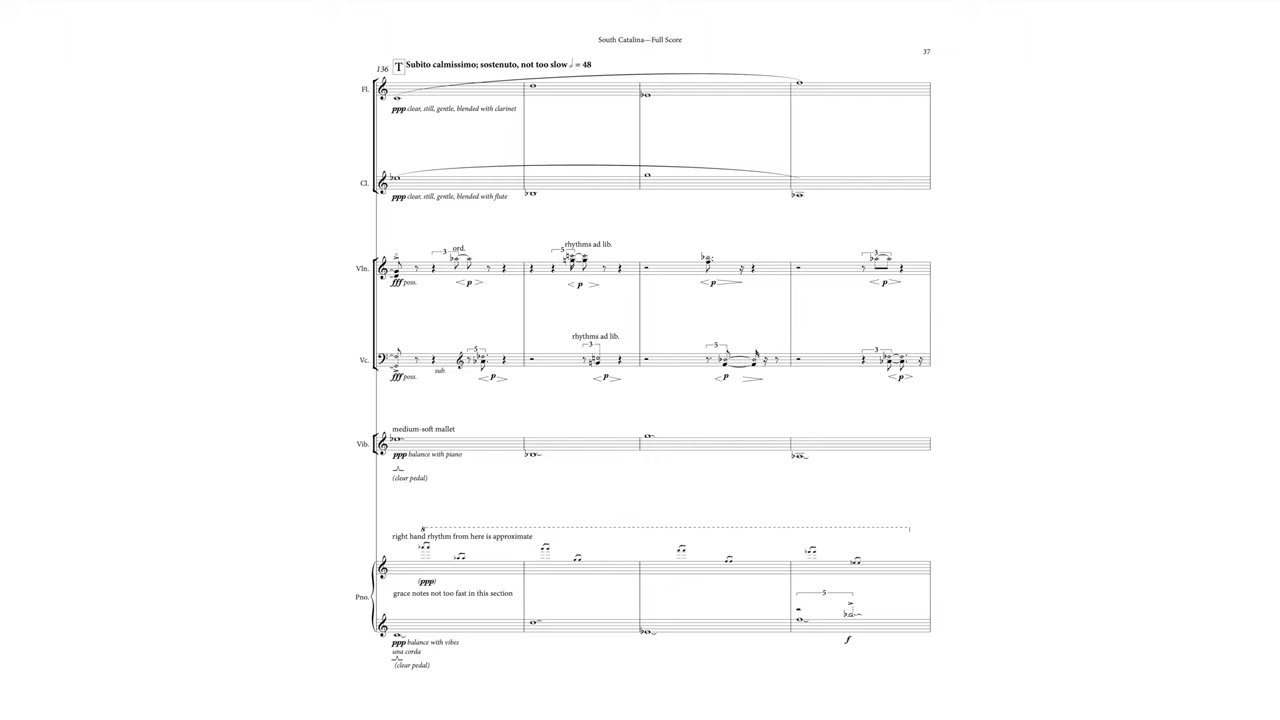 South Catalina—Full Score
37
136
T Subito calmissimo; sostenuto, not too slow = 48
Fl.
ppp clear, still, gentle, blended with clarinet
Cl.
ppp clear, still, gentle, blended with flute
3 ord.
5 rhythms ad lib.
3
Vln.
fff poss.
p
p
p
p
rhythms ad lib.
5
3
5
3
Vc.
sub.
fff poss.
p
p
p
p
medium-soft mallet
Vib.
ppp balance with piano
(clear pedal)
8
right hand rhythm from here is approximate
(ppp)
grace notes not too fast in this section
5
Pno.
f
ppp balance with vibes
una corda
(clear pedal)